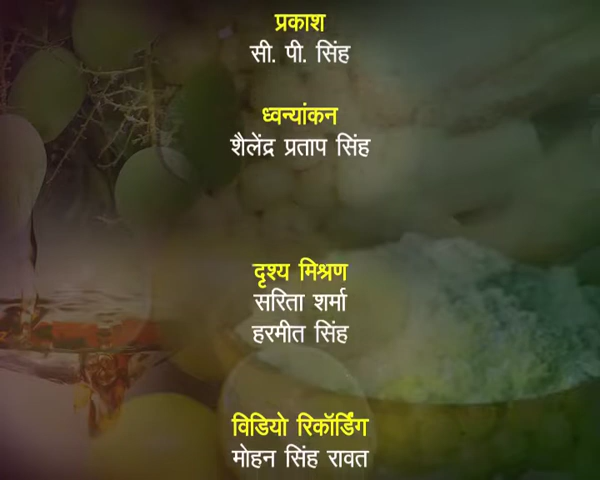 प्रकाश
सी. पी. सिंह
ध्वन्यांकन
शैलेंद्र प्रताप सिंह
दृश्य मिश्रण
सरिता शर्मा
हरमीत सिंह
विडियो रिकॉर्डिंग
मोहन सिंह रावत